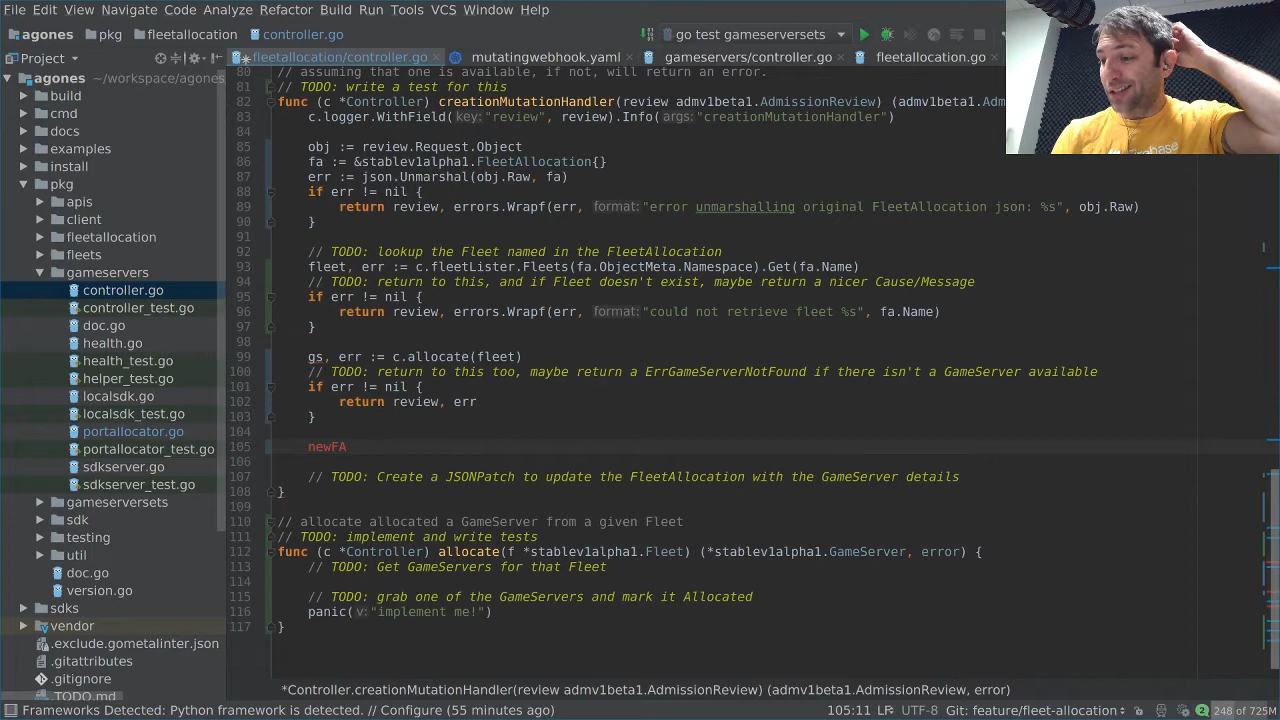 File Edit View Navigate Code Analyze Refactor Build Run Tools VCS Window Help
agones pkg fleetallocation controller.go go test gameserversets
Project fleetallocation/controller.go mutatingwebhook.yaml gameservers/controller.go fleetallocation.go
agones ~/workspace/agones
build
cmd
docs
examples
install
pkg
apis
client
fleetallocation
fleets
gameservers
controller.go
controller_test.go
doc.go
health.go
health_test.go
helper_test.go
localsdk.go
localsdk_test.go
portallocator.go
portallocator_test.go
sdkserver.go
sdkserver_test.go
gameserversets
sdk
testing
util
doc.go
version.go
sdks
vendor
.exclude.gometalinter.json
.gitattributes
.gitignore
.TODO.md
80 // assuming that one is available, if not, will return an error.
81 // TODO: write a test for this
82 func (c *Controller) creationMutationHandler(review admv1beta1.AdmissionReview) (admv1beta1.Adm
83 c.logger.WithField(key: "review", review).Info(args: "creationMutationHandler")
84
85 obj := review.Request.Object
86 fa := &stablev1alpha1.FleetAllocation{}
87 err := json.Unmarshal(obj.Raw, fa)
88 if err != nil {
89 return review, errors.Wrapf(err, format: "error unmarshalling original FleetAllocation json: %s", obj.Raw)
90 }
91
92 // TODO: lookup the Fleet named in the FleetAllocation
93 fleet, err := c.fleetLister.Fleets(fa.ObjectMeta.Namespace).Get(fa.Name)
94 // TODO: return to this, and if Fleet doesn't exist, maybe return a nicer Cause/Message
95 if err != nil {
96 return review, errors.Wrapf(err, format: "could not retrieve fleet %s", fa.Name)
97 }
98
99 gs, err := c.allocate(fleet)
100 // TODO: return to this too, maybe return a ErrGameServerNotFound if there isn't a GameServer available
101 if err != nil {
102 return review, err
103 }
104
105 newFA
106
107 // TODO: Create a JSONPatch to update the FleetAllocation with the GameServer details
108 }
109
110 // allocate allocated a GameServer from a given Fleet
111 // TODO: implement and write tests
112 func (c *Controller) allocate(f *stablev1alpha1.Fleet) (*stablev1alpha1.GameServer, error) {
113 // TODO: Get GameServers for that Fleet
114
115 // TODO: grab one of the GameServers and mark it Allocated
116 panic(v: "implement me!")
117 }
*Controller.creationMutationHandler(review admv1beta1.AdmissionReview) (admv1beta1.AdmissionReview, error)
Frameworks Detected: Python framework is detected. // Configure (55 minutes ago) 105:11 LF UTF-8 Git: feature/fleet-allocation 2 248 of 725M